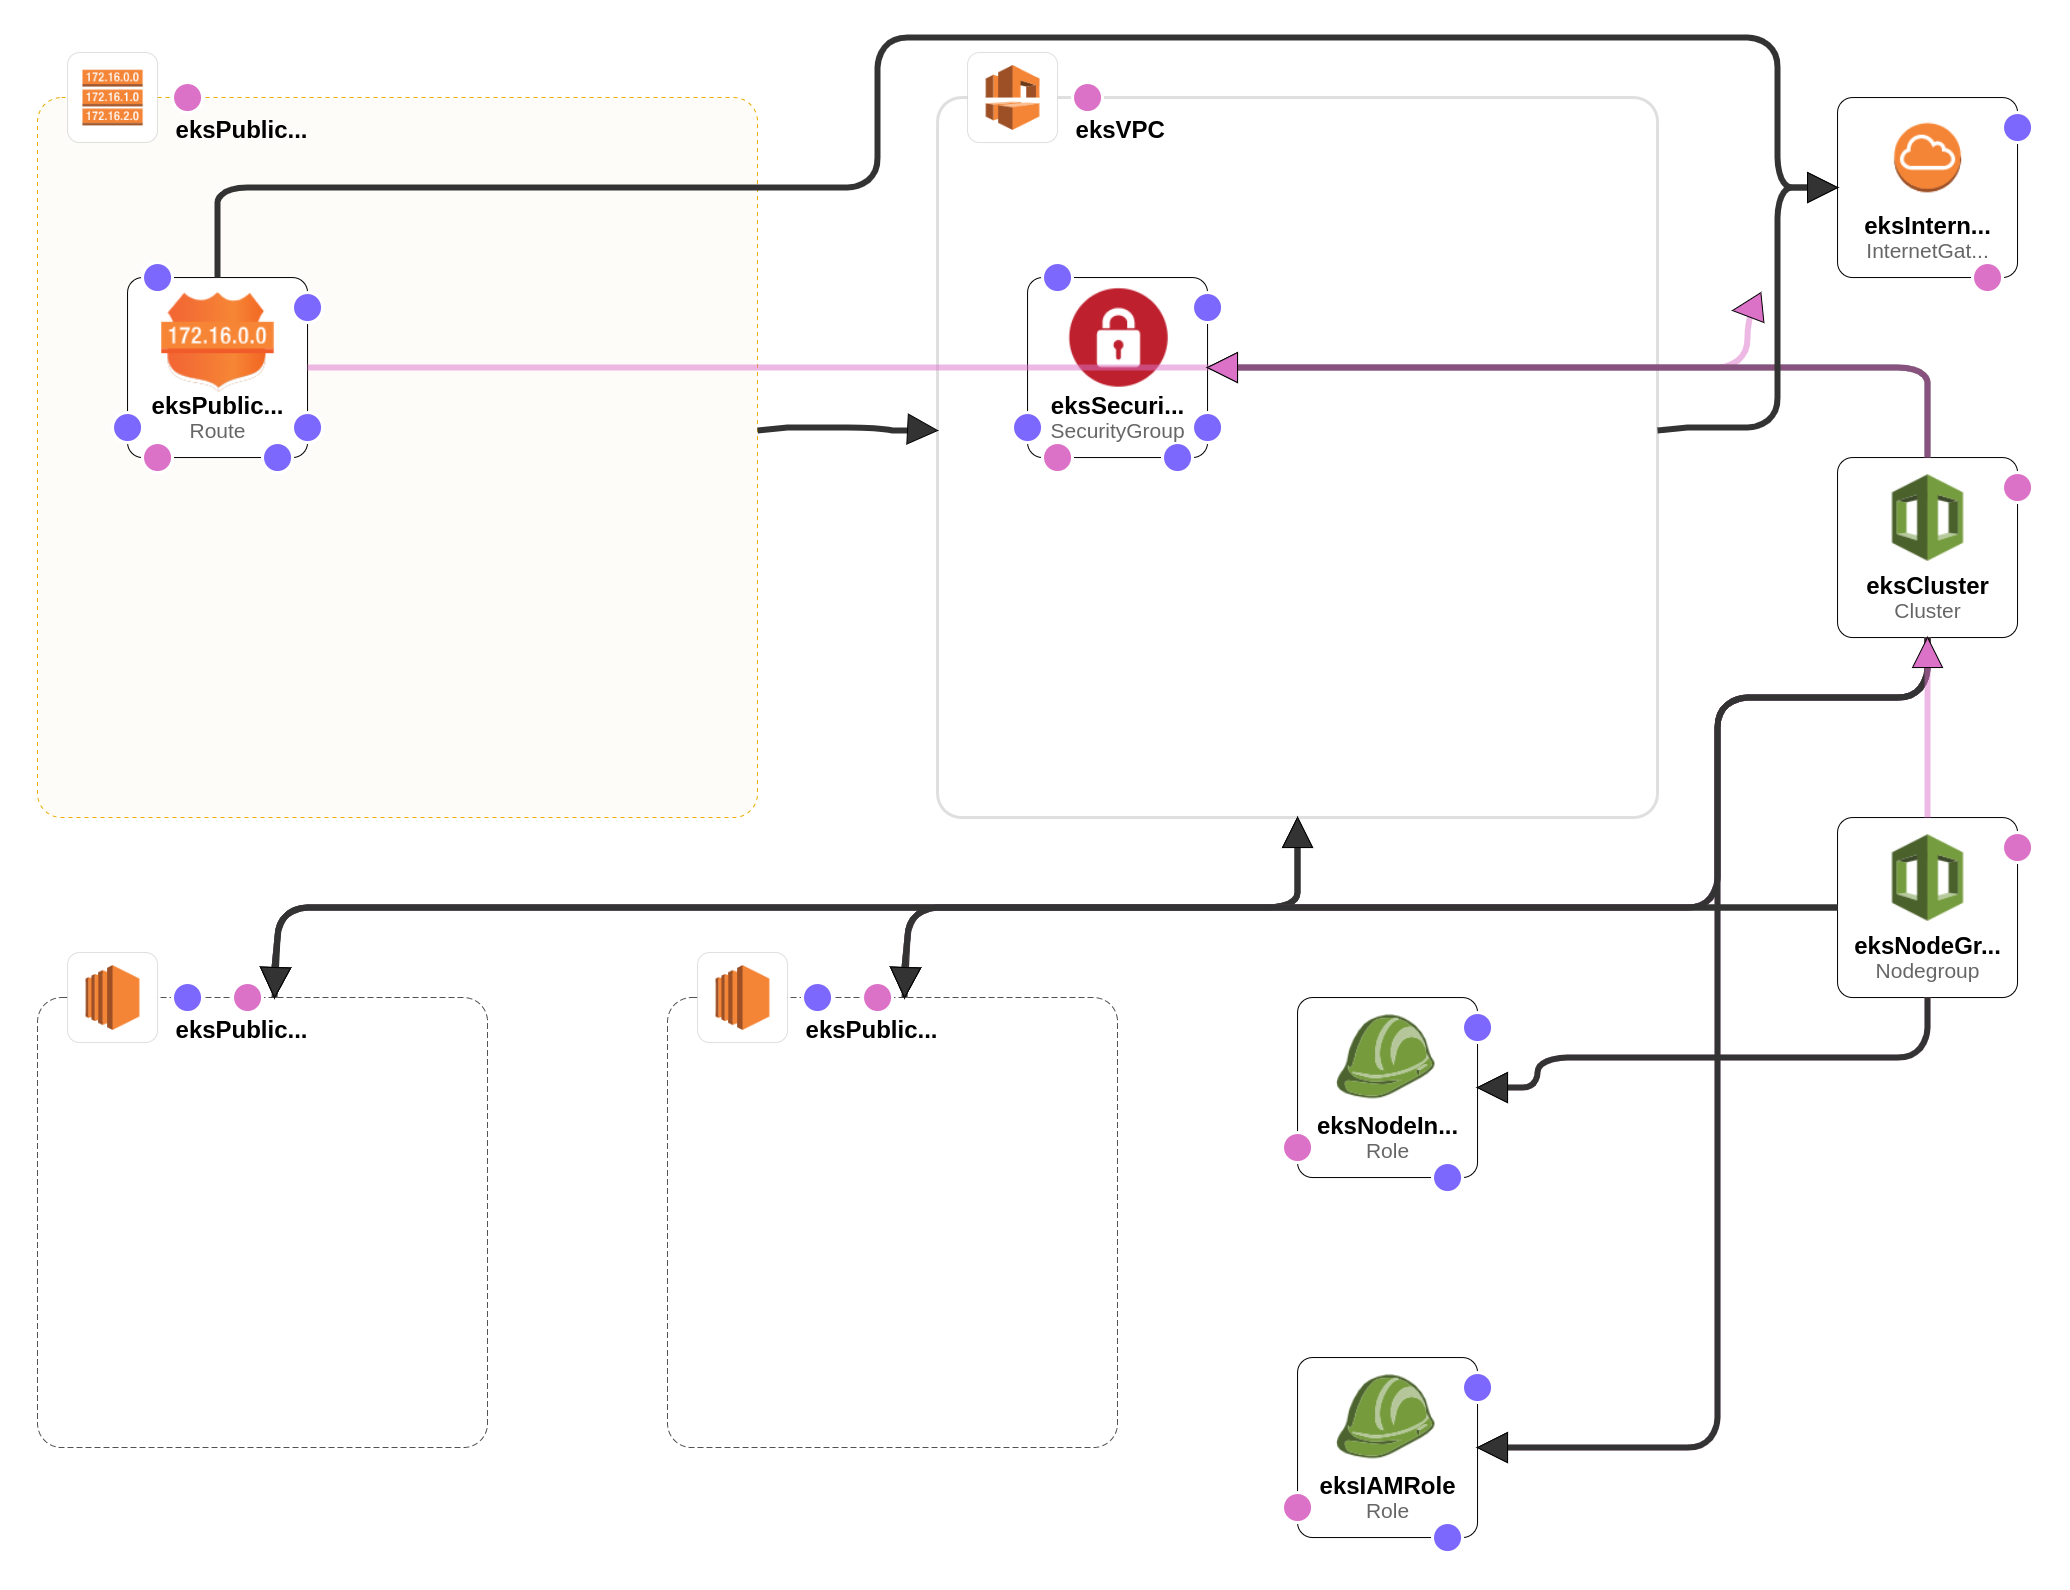 172.16.0.0
172.16.1.0
172.16.2.0
eksPublic...
eksVPC
eksIntern...
InternetGat...
172.16.0.0
eksPublic...
Route
eksSecuri...
SecurityGroup
eksCluster
Cluster
eksNodeGr...
Nodegroup
eksPublic...
eksPublic...
eksNodeIn...
Role
eksIAMRole
Role